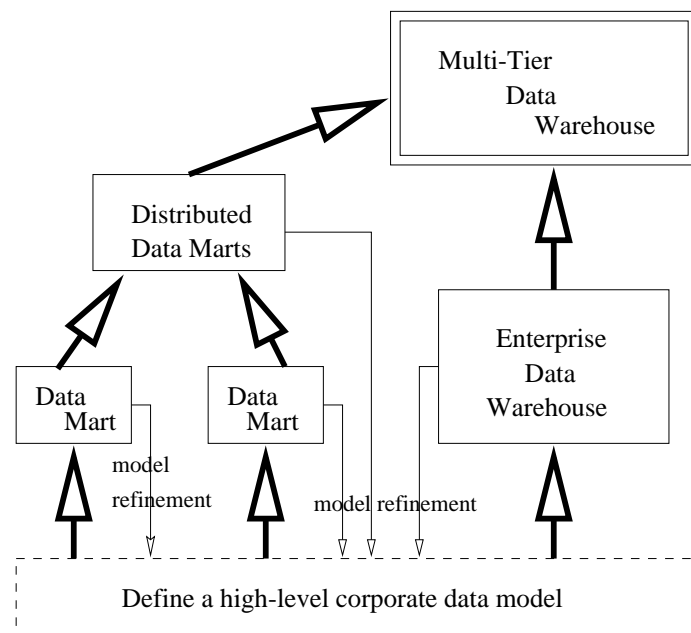 Multi-Tier
Data
Warehouse
Distributed
Data Marts
Enterprise
Data
Warehouse
Data
Mart
Data
Mart
model
refinement
model refinement
Define a high-level corporate data model